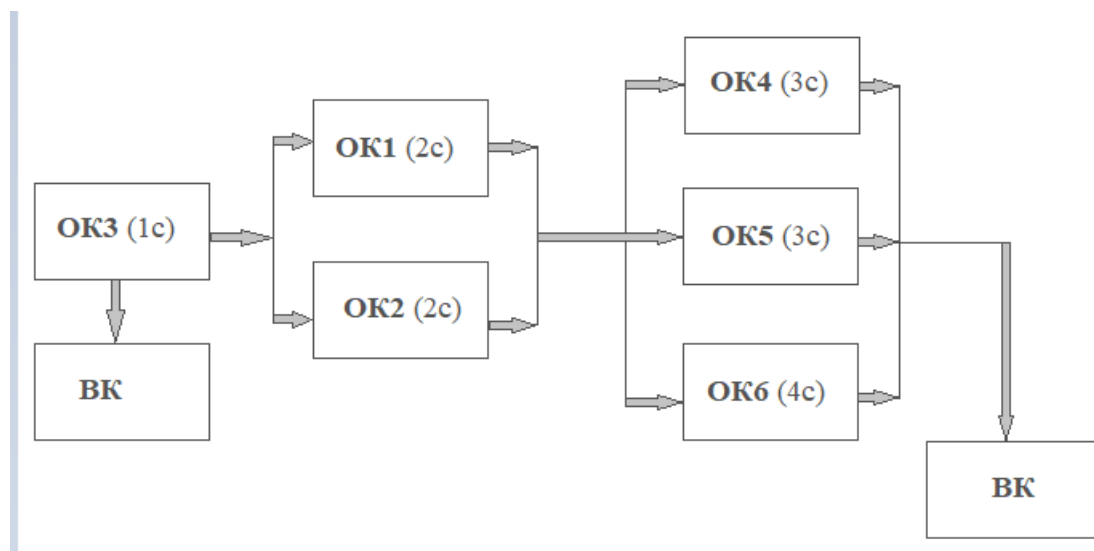 ОК3 (1с)
ВК
ОК1 (2с)
ОК2 (2с)
ОК4 (3с)
ОК5 (3с)
ОК6 (4с)
ВК